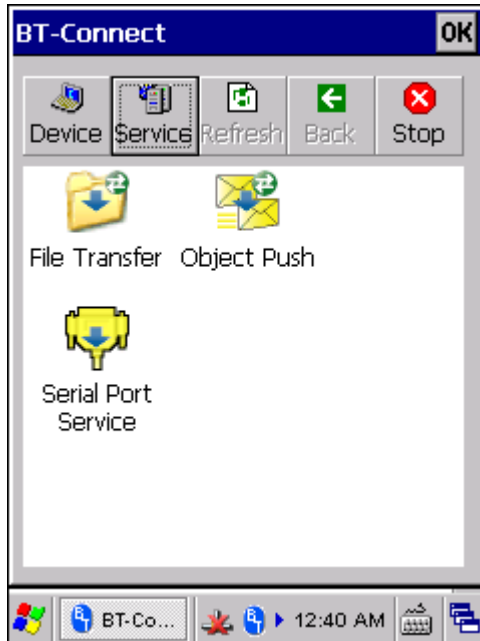 BT-Connect OK
Device Service Refresh Back Stop
File Transfer Object Push
Serial Port
Service
BT-Co... 12:40 AM